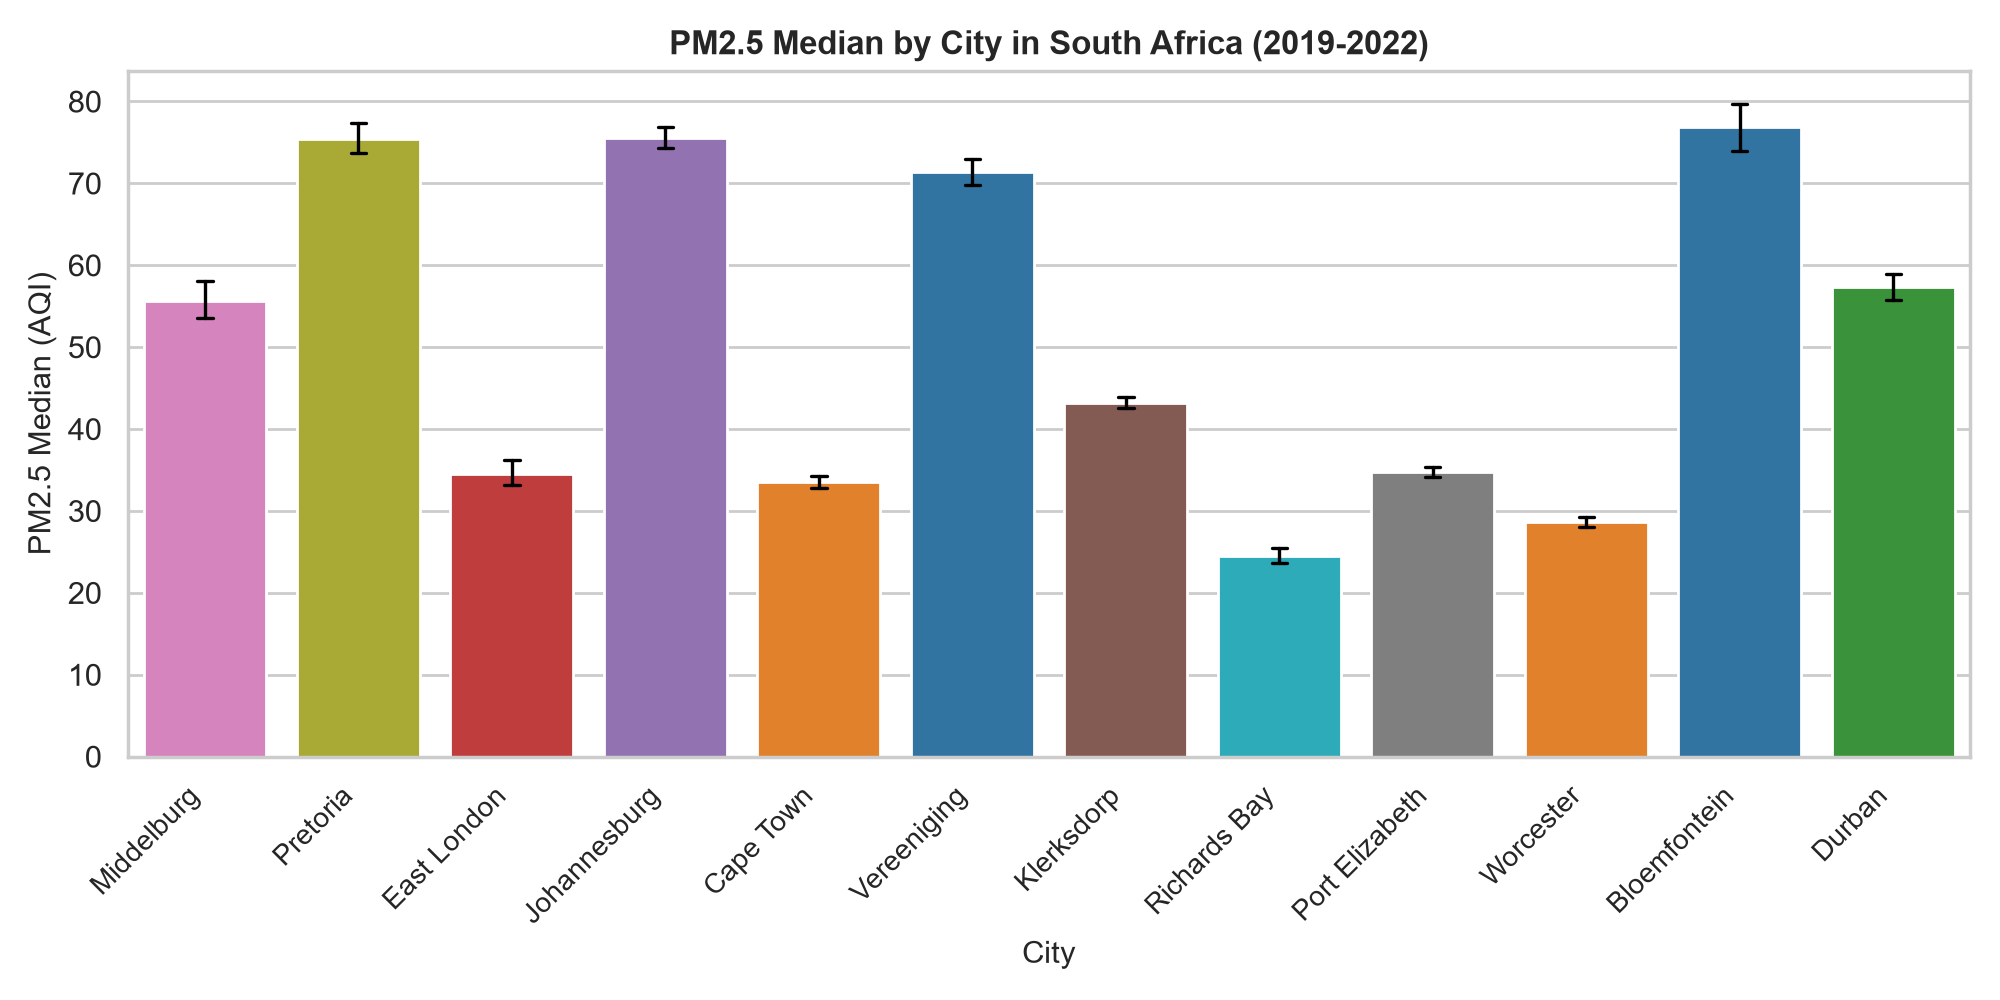 PM2.5 Median by City in South Africa (2019-2022)
PM2.5 Median (AQI)
80
70
60
50
40
30
20
10
0
Middelburg
Pretoria
East London
Johannesburg
Cape Town
Vereeniging
Klerksdorp
Richards Bay
Port Elizabeth
Worcester
Bloemfontein
Durban
City